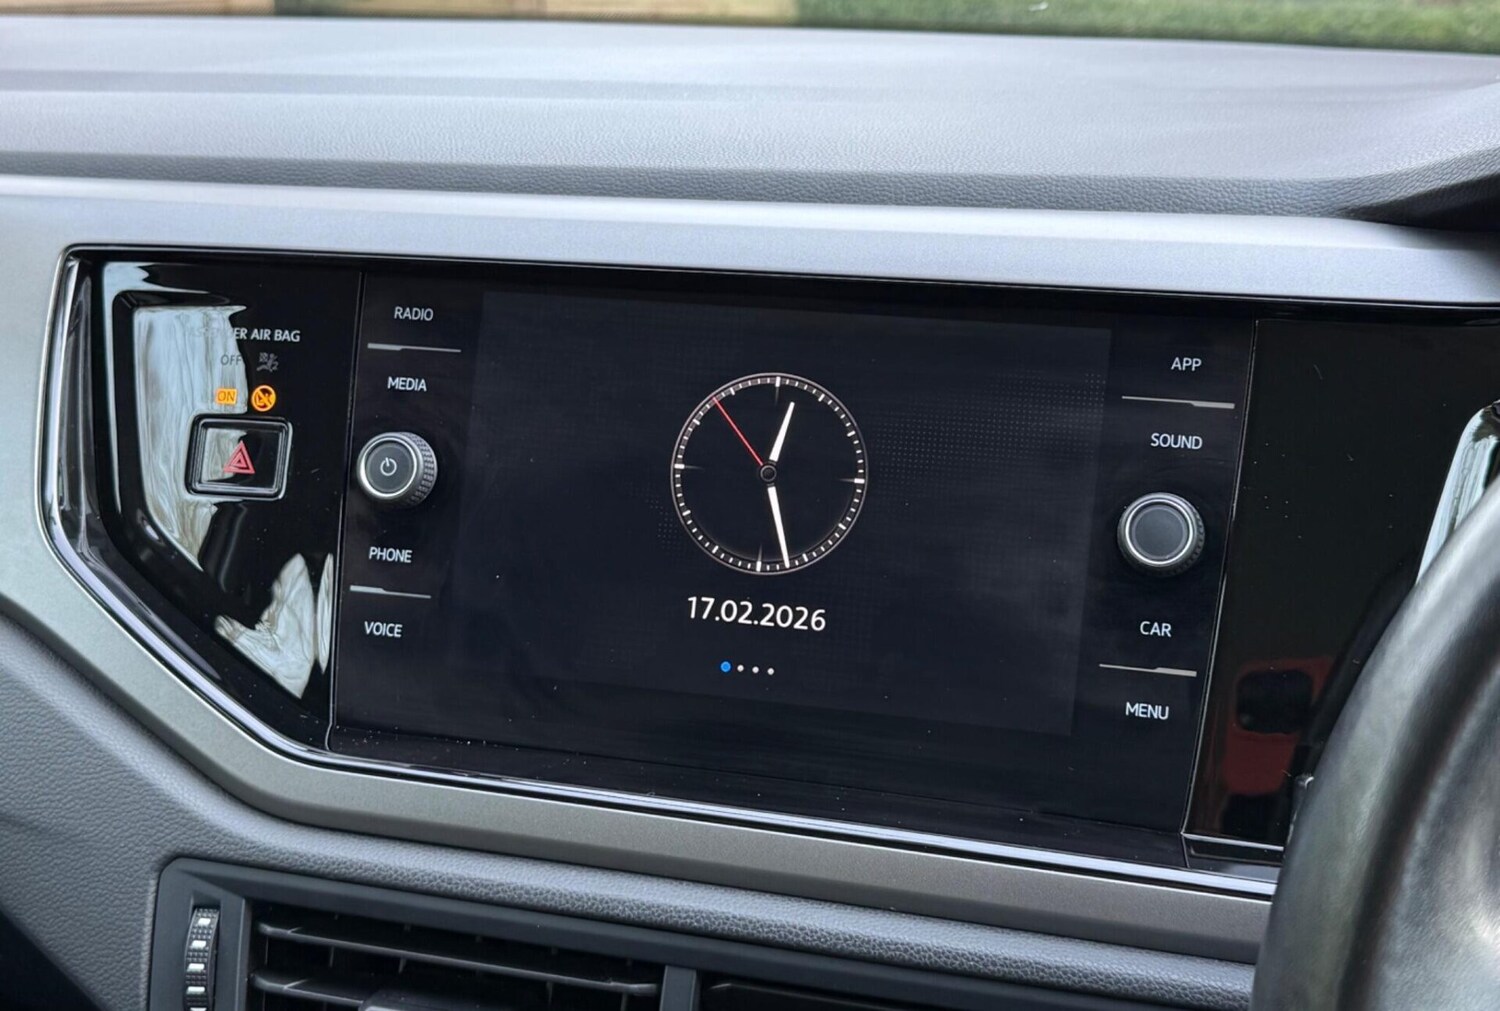 AIR BAG
OFF
ON
RADIO
MEDIA
PHONE
VOICE
17.02.2026
APP
SOUND
CAR
MENU